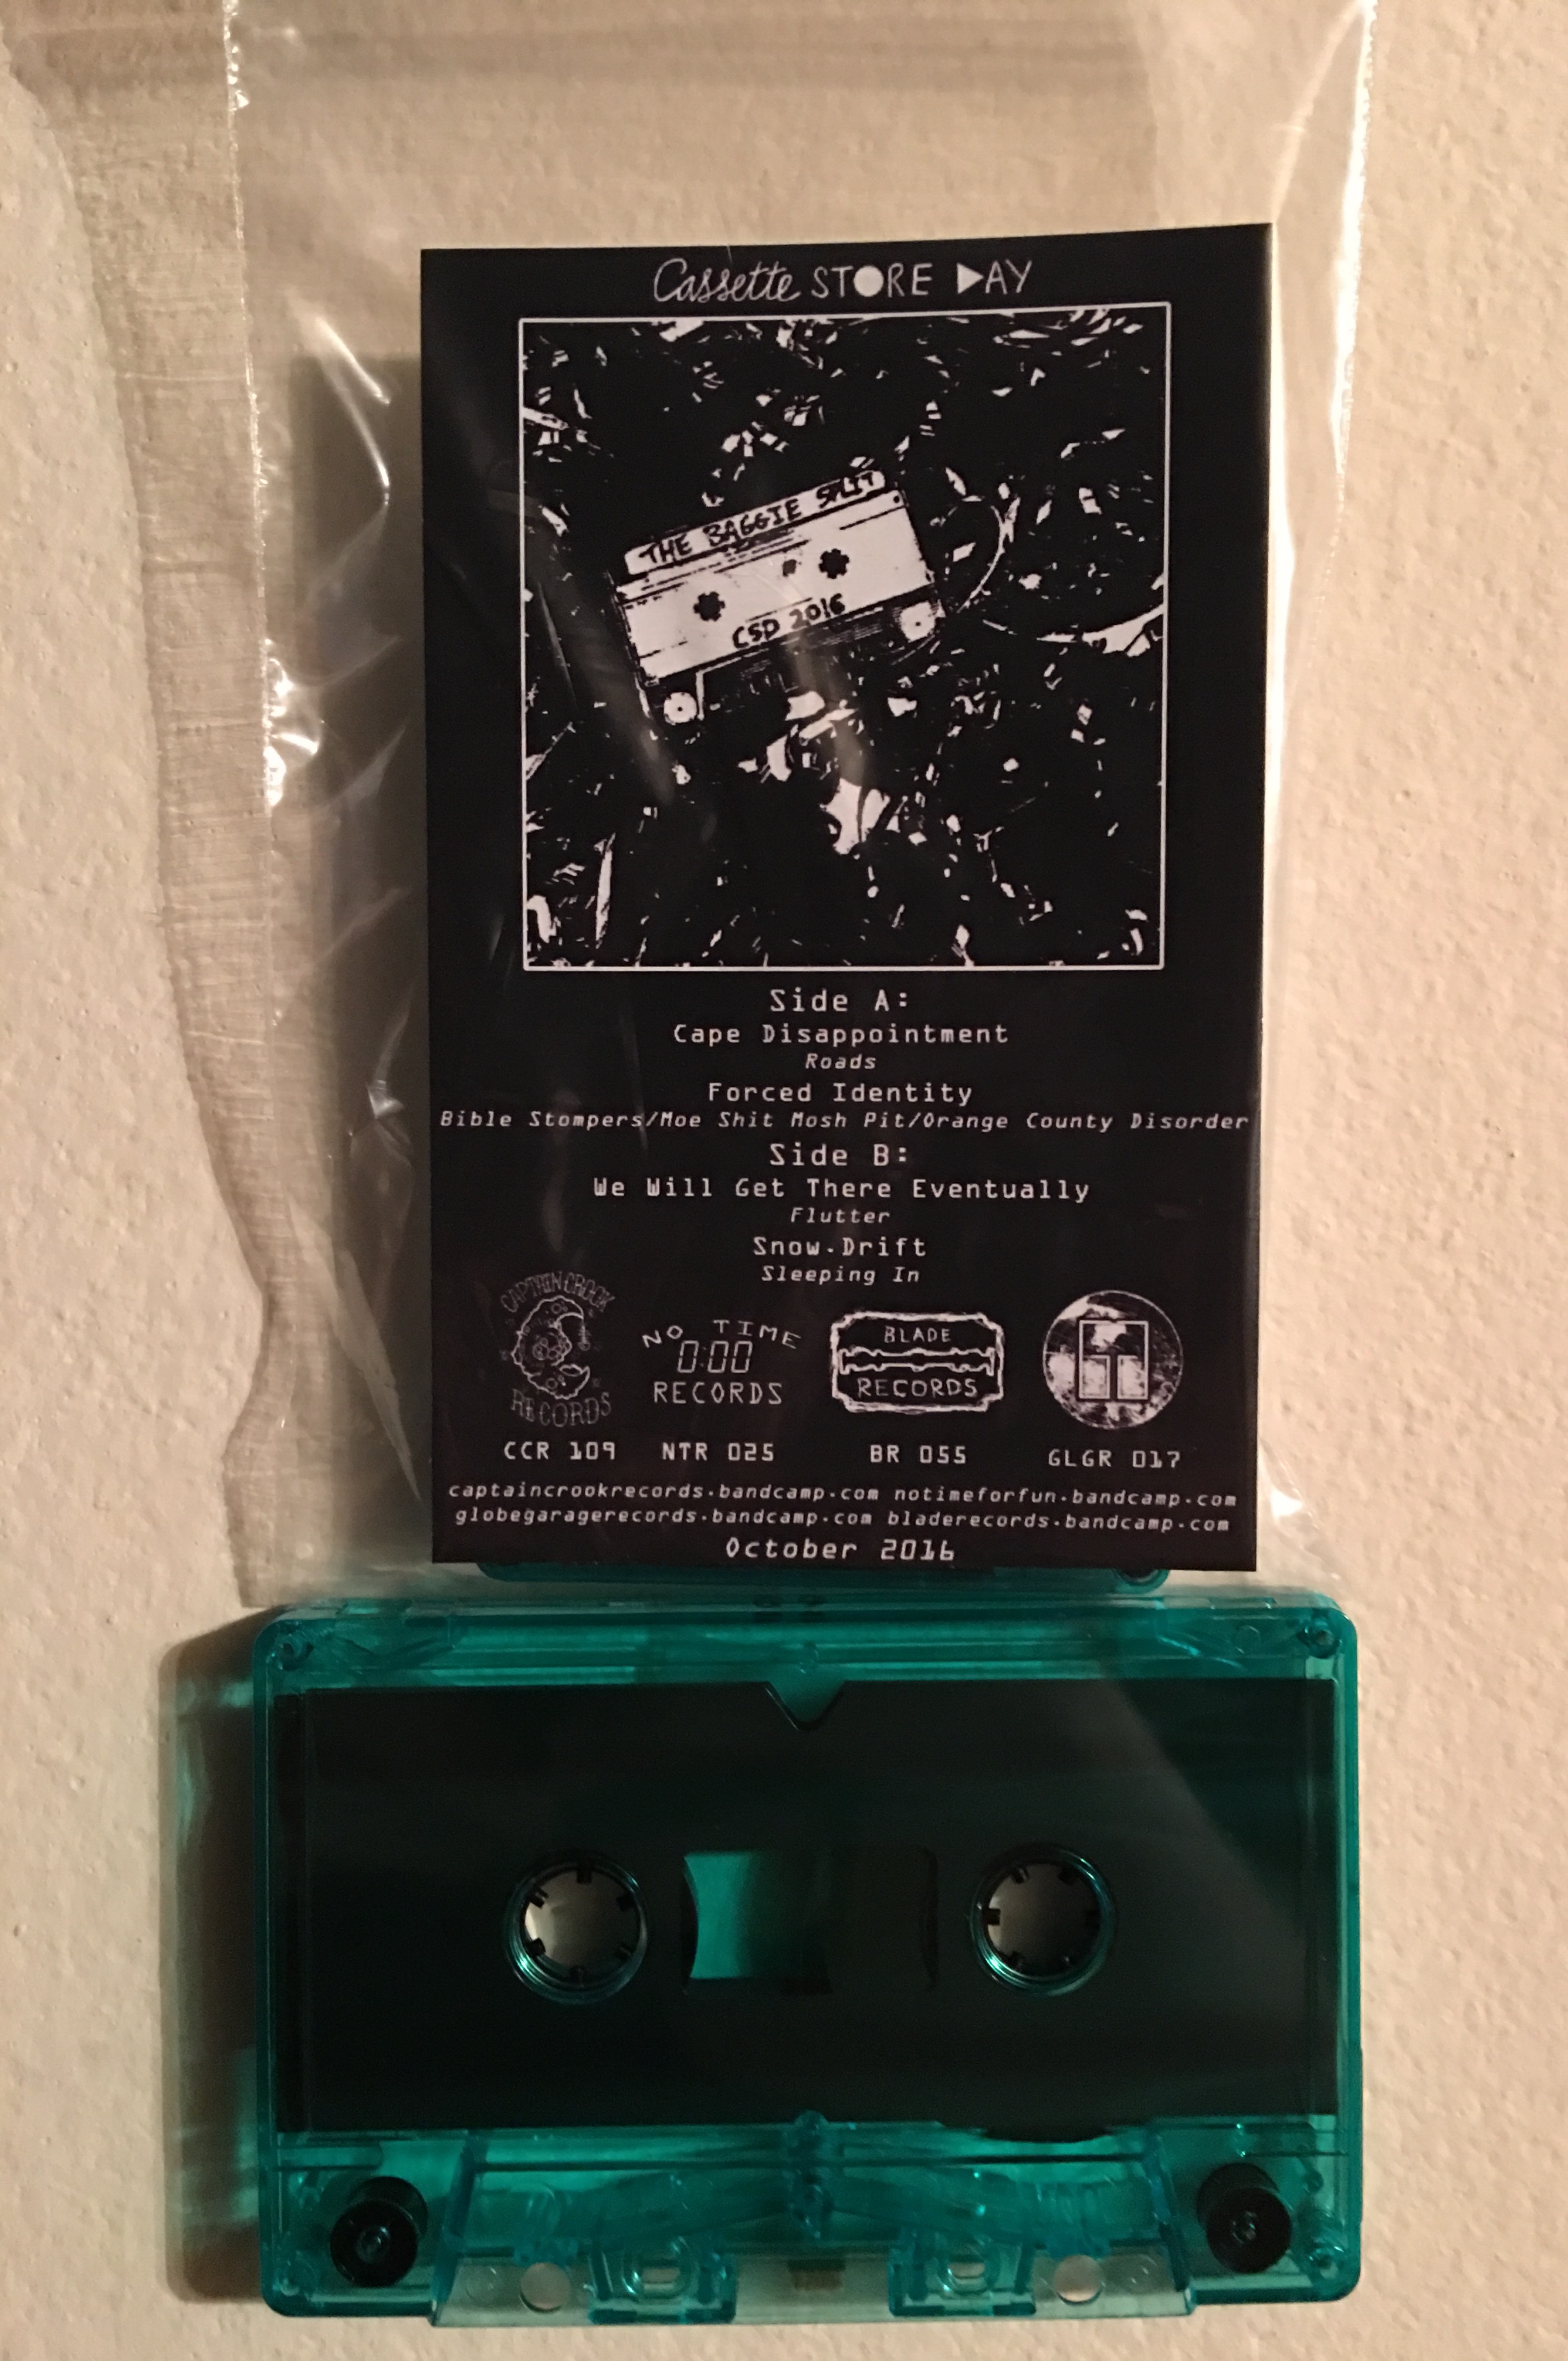 Cassette STORE DAY
THE BAGGIE SPLIT
CSD 2016
Side A:
Cape Disappointment
Roads
Forced Identity
Bible Stompers/Moe Shit Mosh Pit/Orange County Disorder
Side B:
We Will Get There Eventually
Flutter
Snow.Drift
Sleeping In
CAPTAIN CROOK RECORDS
NO TIME
0:00
RECORDS
BLADE
RECORDS
CCR 109 NTR 025 BR 055 GLGR 017
captaincrookrecords.bandcamp.com notimeforfun.bandcamp.com
globegaragerecords.bandcamp.com bladerecords.bandcamp.com
October 2016